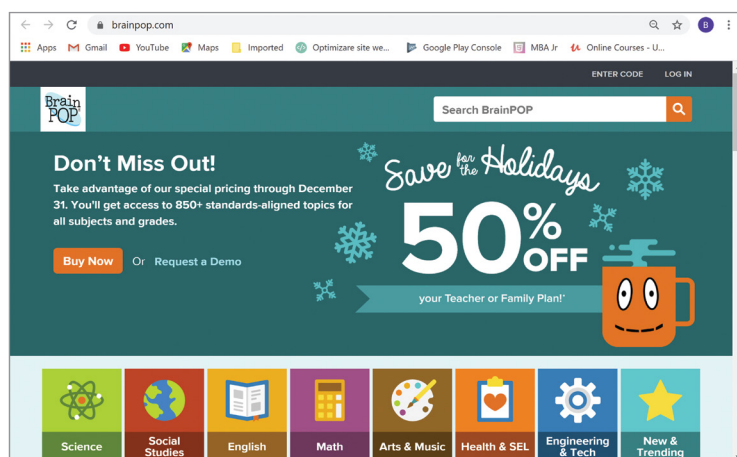 brainpop.com
B
Apps Gmail YouTube Maps Imported Optimizare site we... Google Play Console MBA Jr Online Courses - U...
ENTER CODE LOG IN
Brain
POP
Search BrainPOP
Don't Miss Out!
Take advantage of our special pricing through December
31. You'll get access to 850+ standards-aligned topics for
all subjects and grades.
Buy Now Or Request a Demo
Save for the Holidays
50% OFF
your Teacher or Family Plan!*
Science
Social
Studies
English
Math
Arts & Music
Health & SEL
Engineering
& Tech
New &
Trending